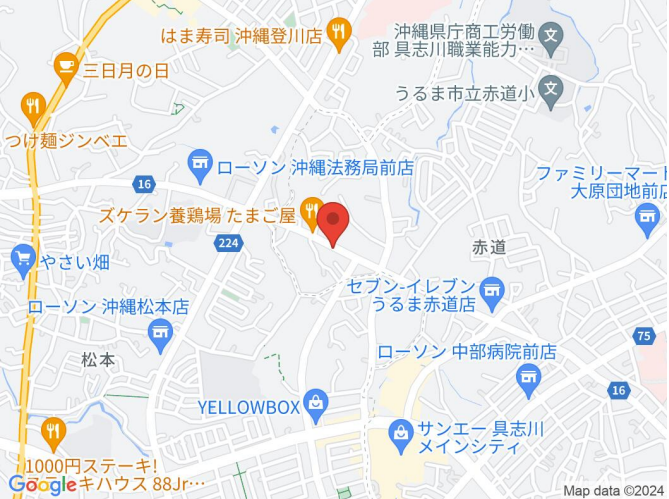 はま寿司 沖縄登川店
沖縄県庁商工労働
部 具志川職業能力…
三日月の日
うるま市立赤道小
つけ麺ジンベエ
ローソン 沖縄法務局前店
ファミリーマート
大原団地前店
16
ズケラン養鶏場 たまご屋
224
赤道
やさい畑
セブン-イレブン
うるま赤道店
ローソン 沖縄松本店
75
松本
ローソン 中部病院前店
16
YELLOWBOX
サンエー 具志川
メインシティ
1000円ステーキ!
キハウス 88Jr…
Google
Map data ©2024